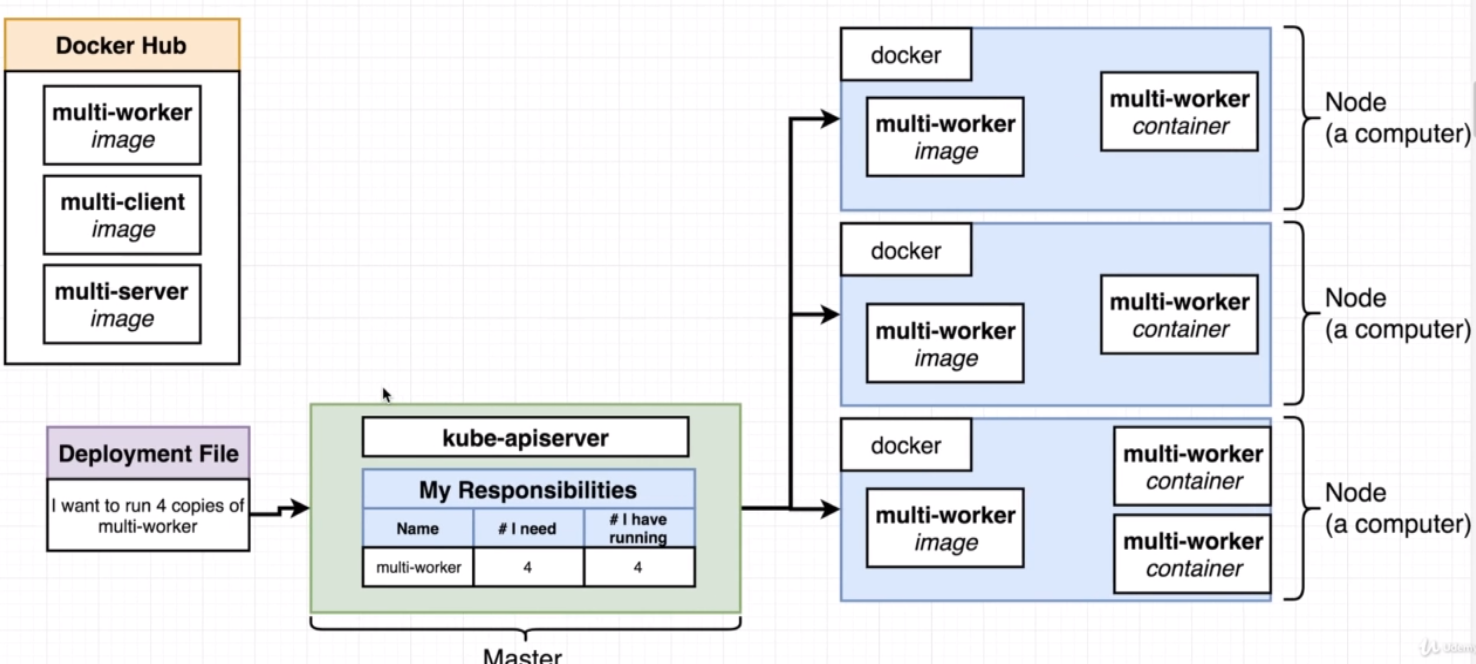 Docker Hub
multi-worker
image
multi-client
image
multi-server
image
Deployment File
I want to run 4 copies of
multi-worker
kube-apiserver
My Responsibilities
Name
# I need
# I have
running
multi-worker
4
4
Master
docker
multi-worker
image
multi-worker
container
Node
(a computer)
docker
multi-worker
image
multi-worker
container
Node
(a computer)
docker
multi-worker
image
multi-worker
container
multi-worker
container
Node
(a computer)